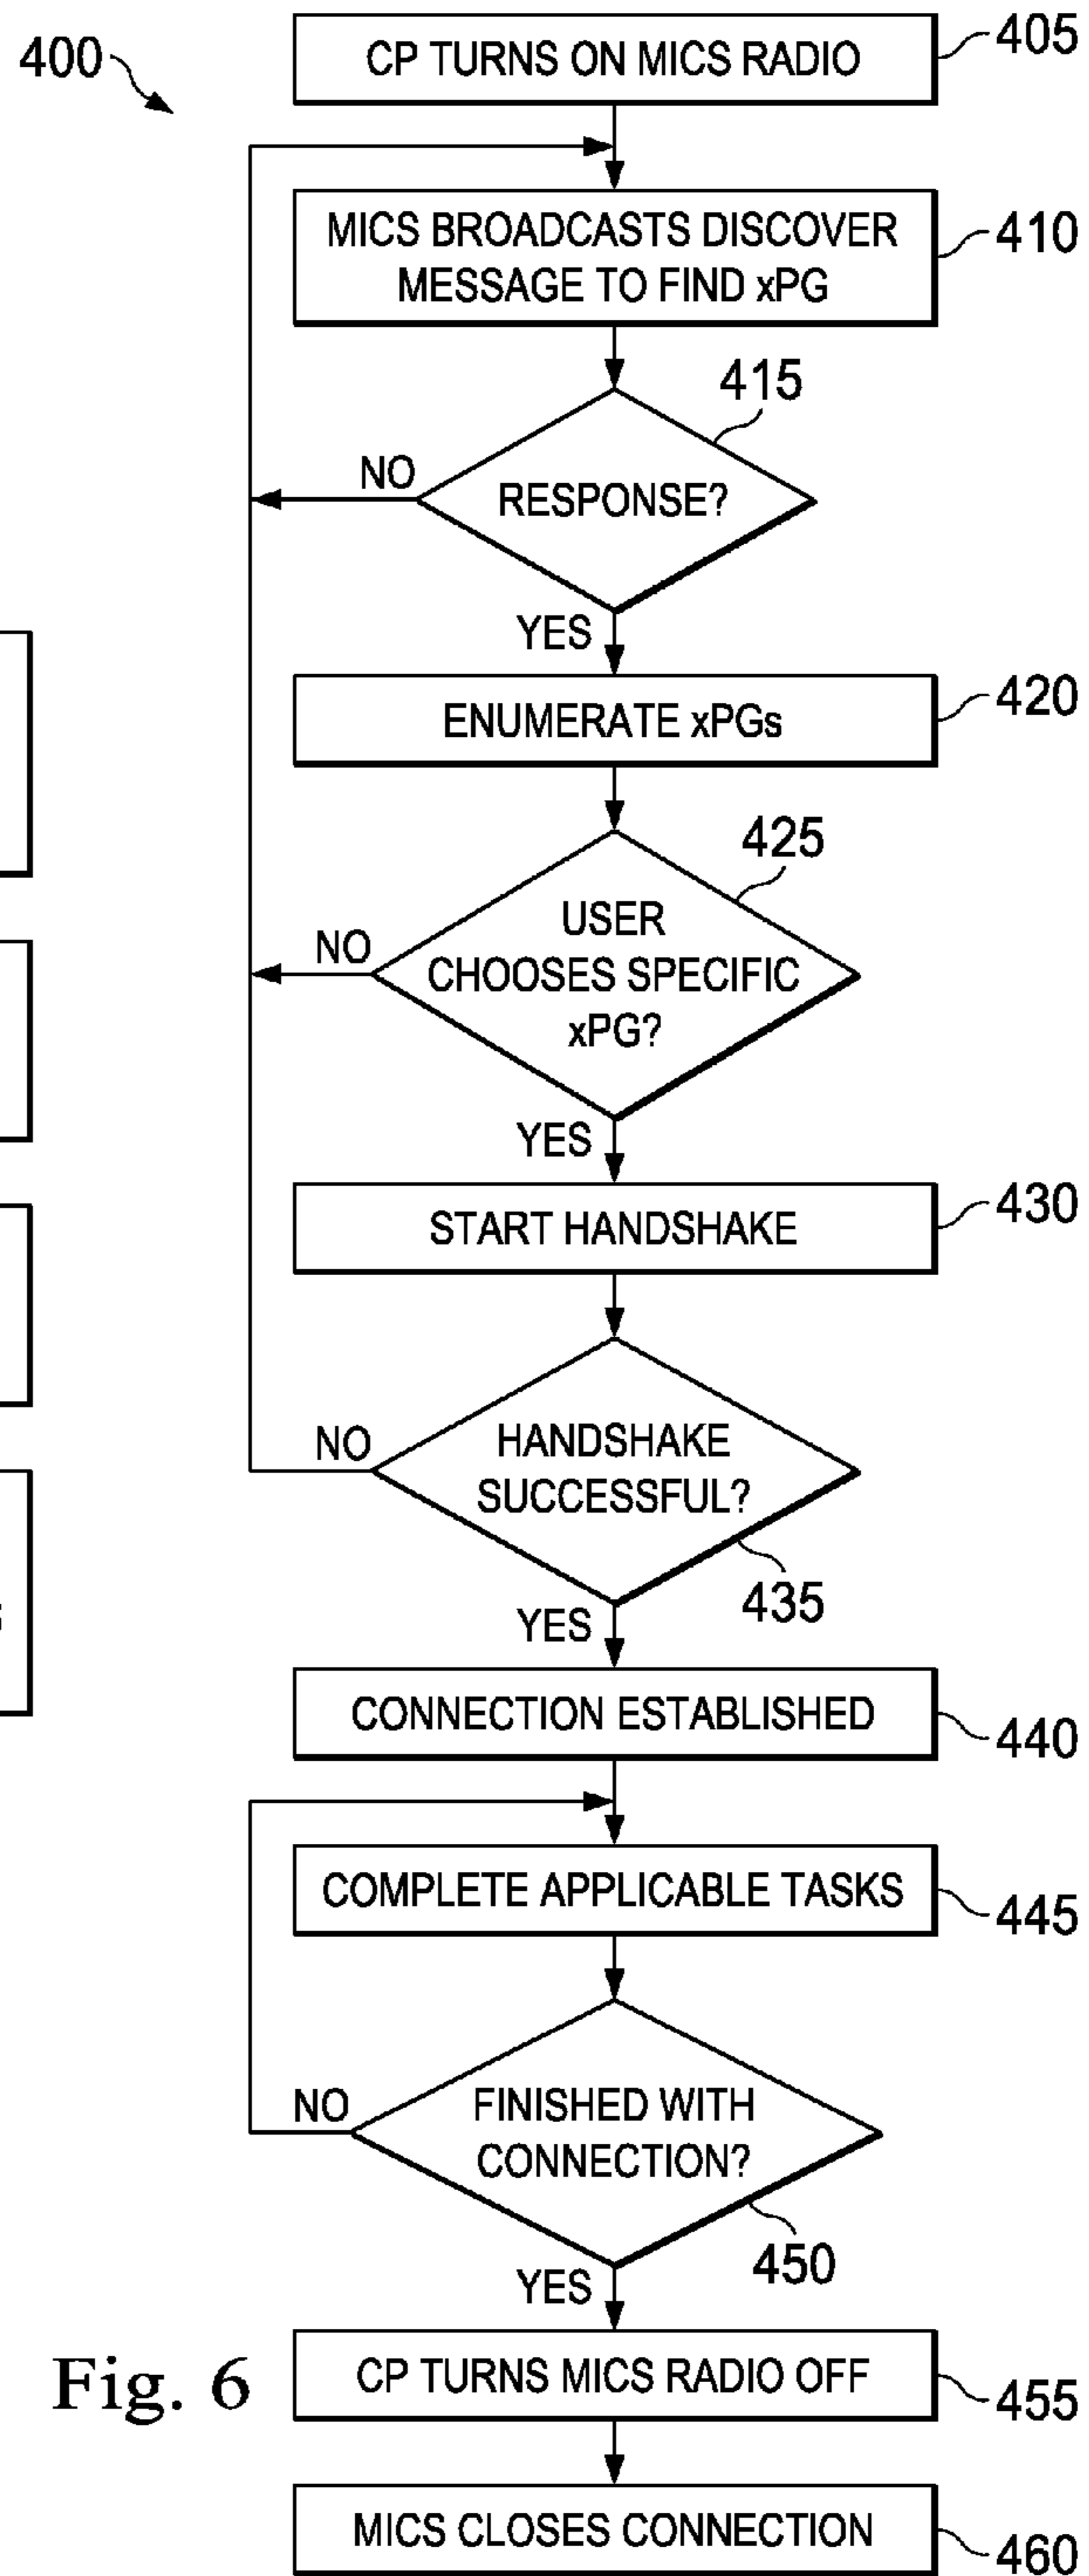 400
CP TURNS ON MICS RADIO
405
MICS BROADCASTS DISCOVER
MESSAGE TO FIND xPG
410
415
RESPONSE?
NO
YES
ENUMERATE xPGs
420
425
USER
CHOOSES SPECIFIC
xPG?
NO
YES
START HANDSHAKE
430
HANDSHAKE
SUCCESSFUL?
NO
435
YES
CONNECTION ESTABLISHED
440
COMPLETE APPLICABLE TASKS
445
FINISHED WITH
CONNECTION?
NO
450
YES
CP TURNS MICS RADIO OFF
455
Fig. 6
MICS CLOSES CONNECTION
460